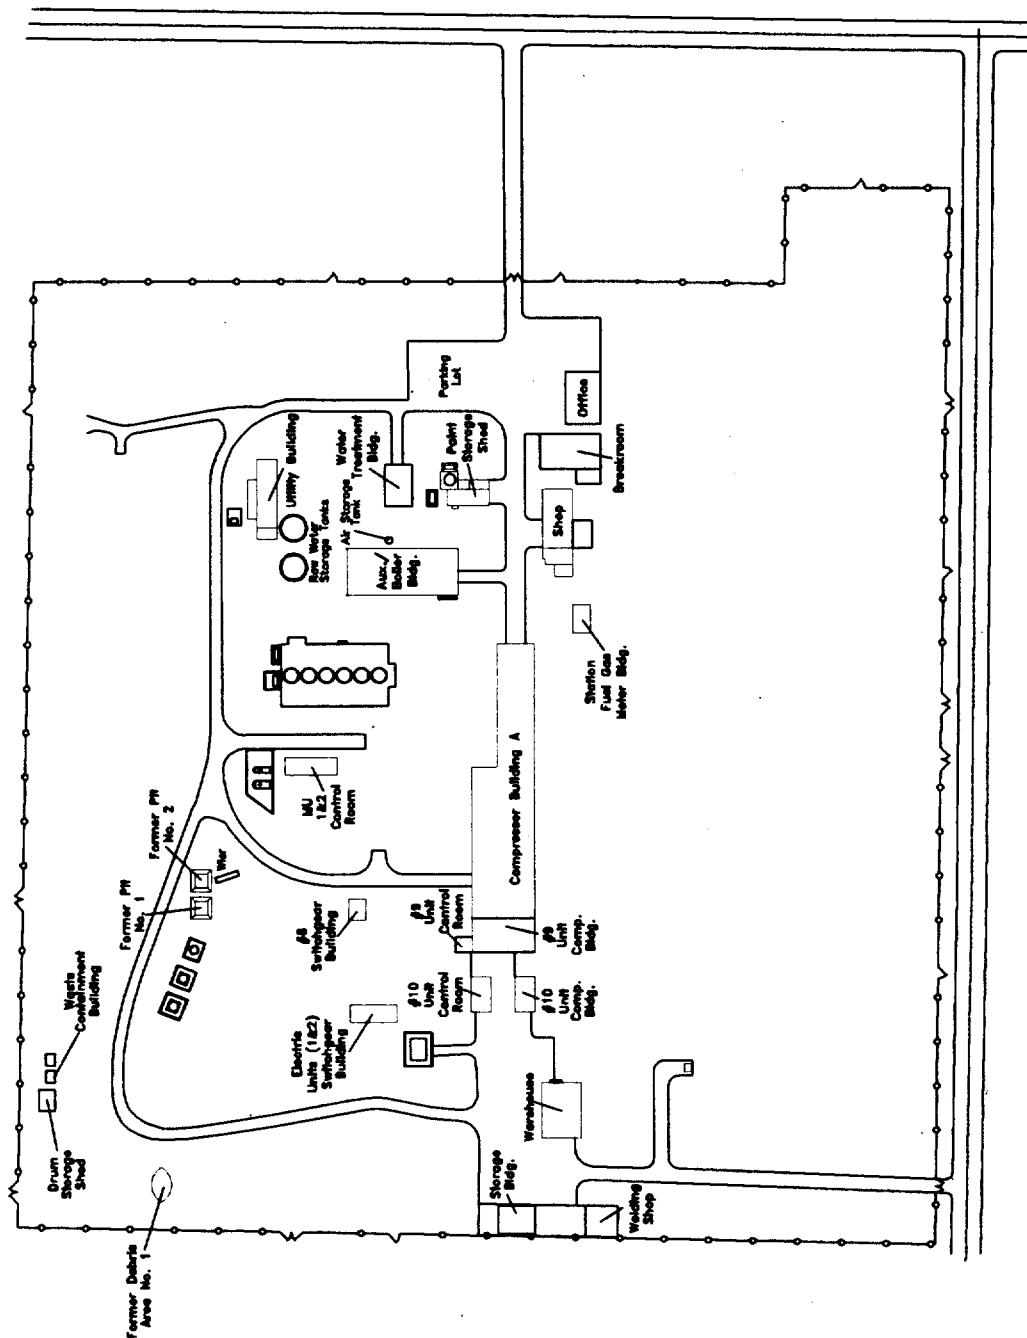 Parking
Lot
Office
Utility Building
Water
Treatment
Bldg.
Paint
Storage
Shed
Breakroom
Raw Water
Storage Tanks
Air Storage
Tank
Aux.
Boiler
Bldg.
Shop
Station
Fuel Gas
Meter Bldg.
MU
1&2
Control
Room
Compressor Building A
Former Pit
No. 2
Former Pit
No. 1
Wier
#8
Switchgear
Building
#9
Unit
Control
Room
#9
Unit
Comp.
Bldg.
#10
Unit
Control
Room
#10
Unit
Comp.
Bldg.
Waste
Containment
Building
Electric
Units (1&2)
Switchgear
Building
Warehouse
Drum
Storage
Shed
Storage
Bldg.
Welding
Shop
Former Debris
Area No. 1